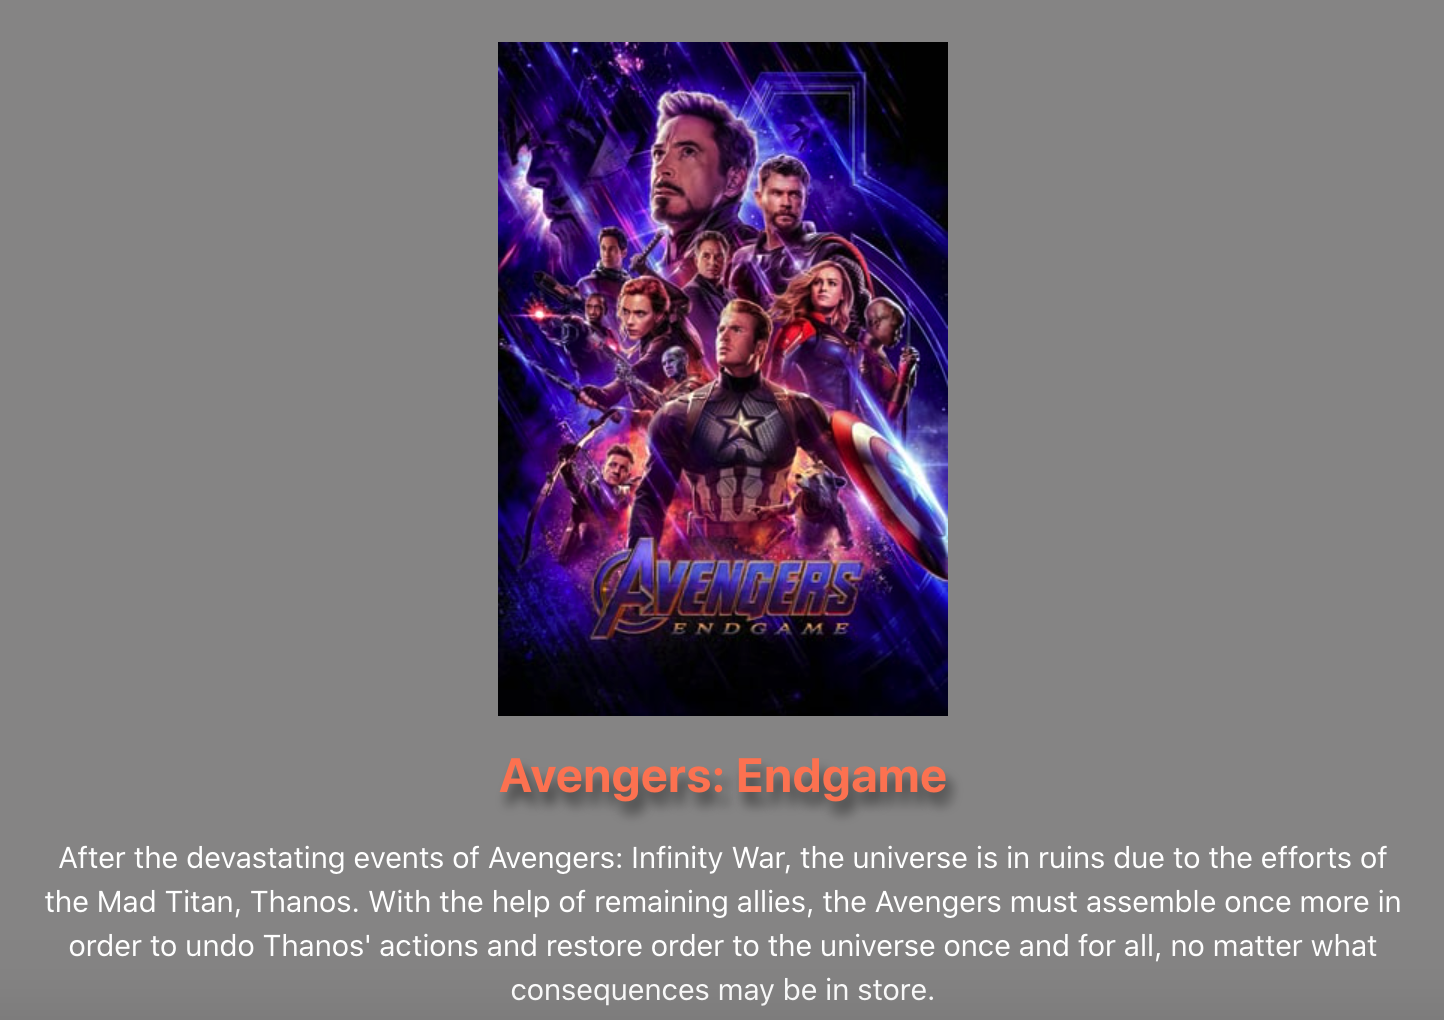 AVENGERS
ENDGAME
Avengers: Endgame
After the devastating events of Avengers: Infinity War, the universe is in ruins due to the efforts of
the Mad Titan, Thanos. With the help of remaining allies, the Avengers must assemble once more in
order to undo Thanos' actions and restore order to the universe once and for all, no matter what
consequences may be in store.